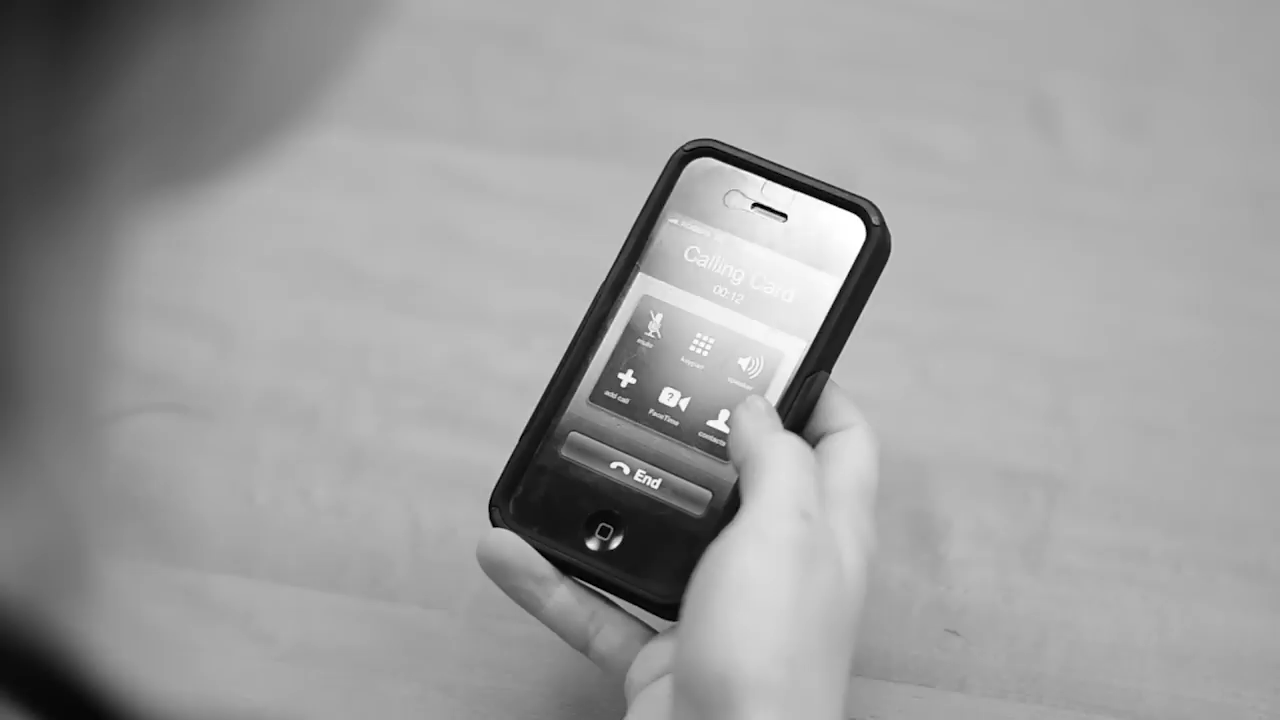 Calling Card
00:12
mute keypad speaker
add call FaceTime contacts
End